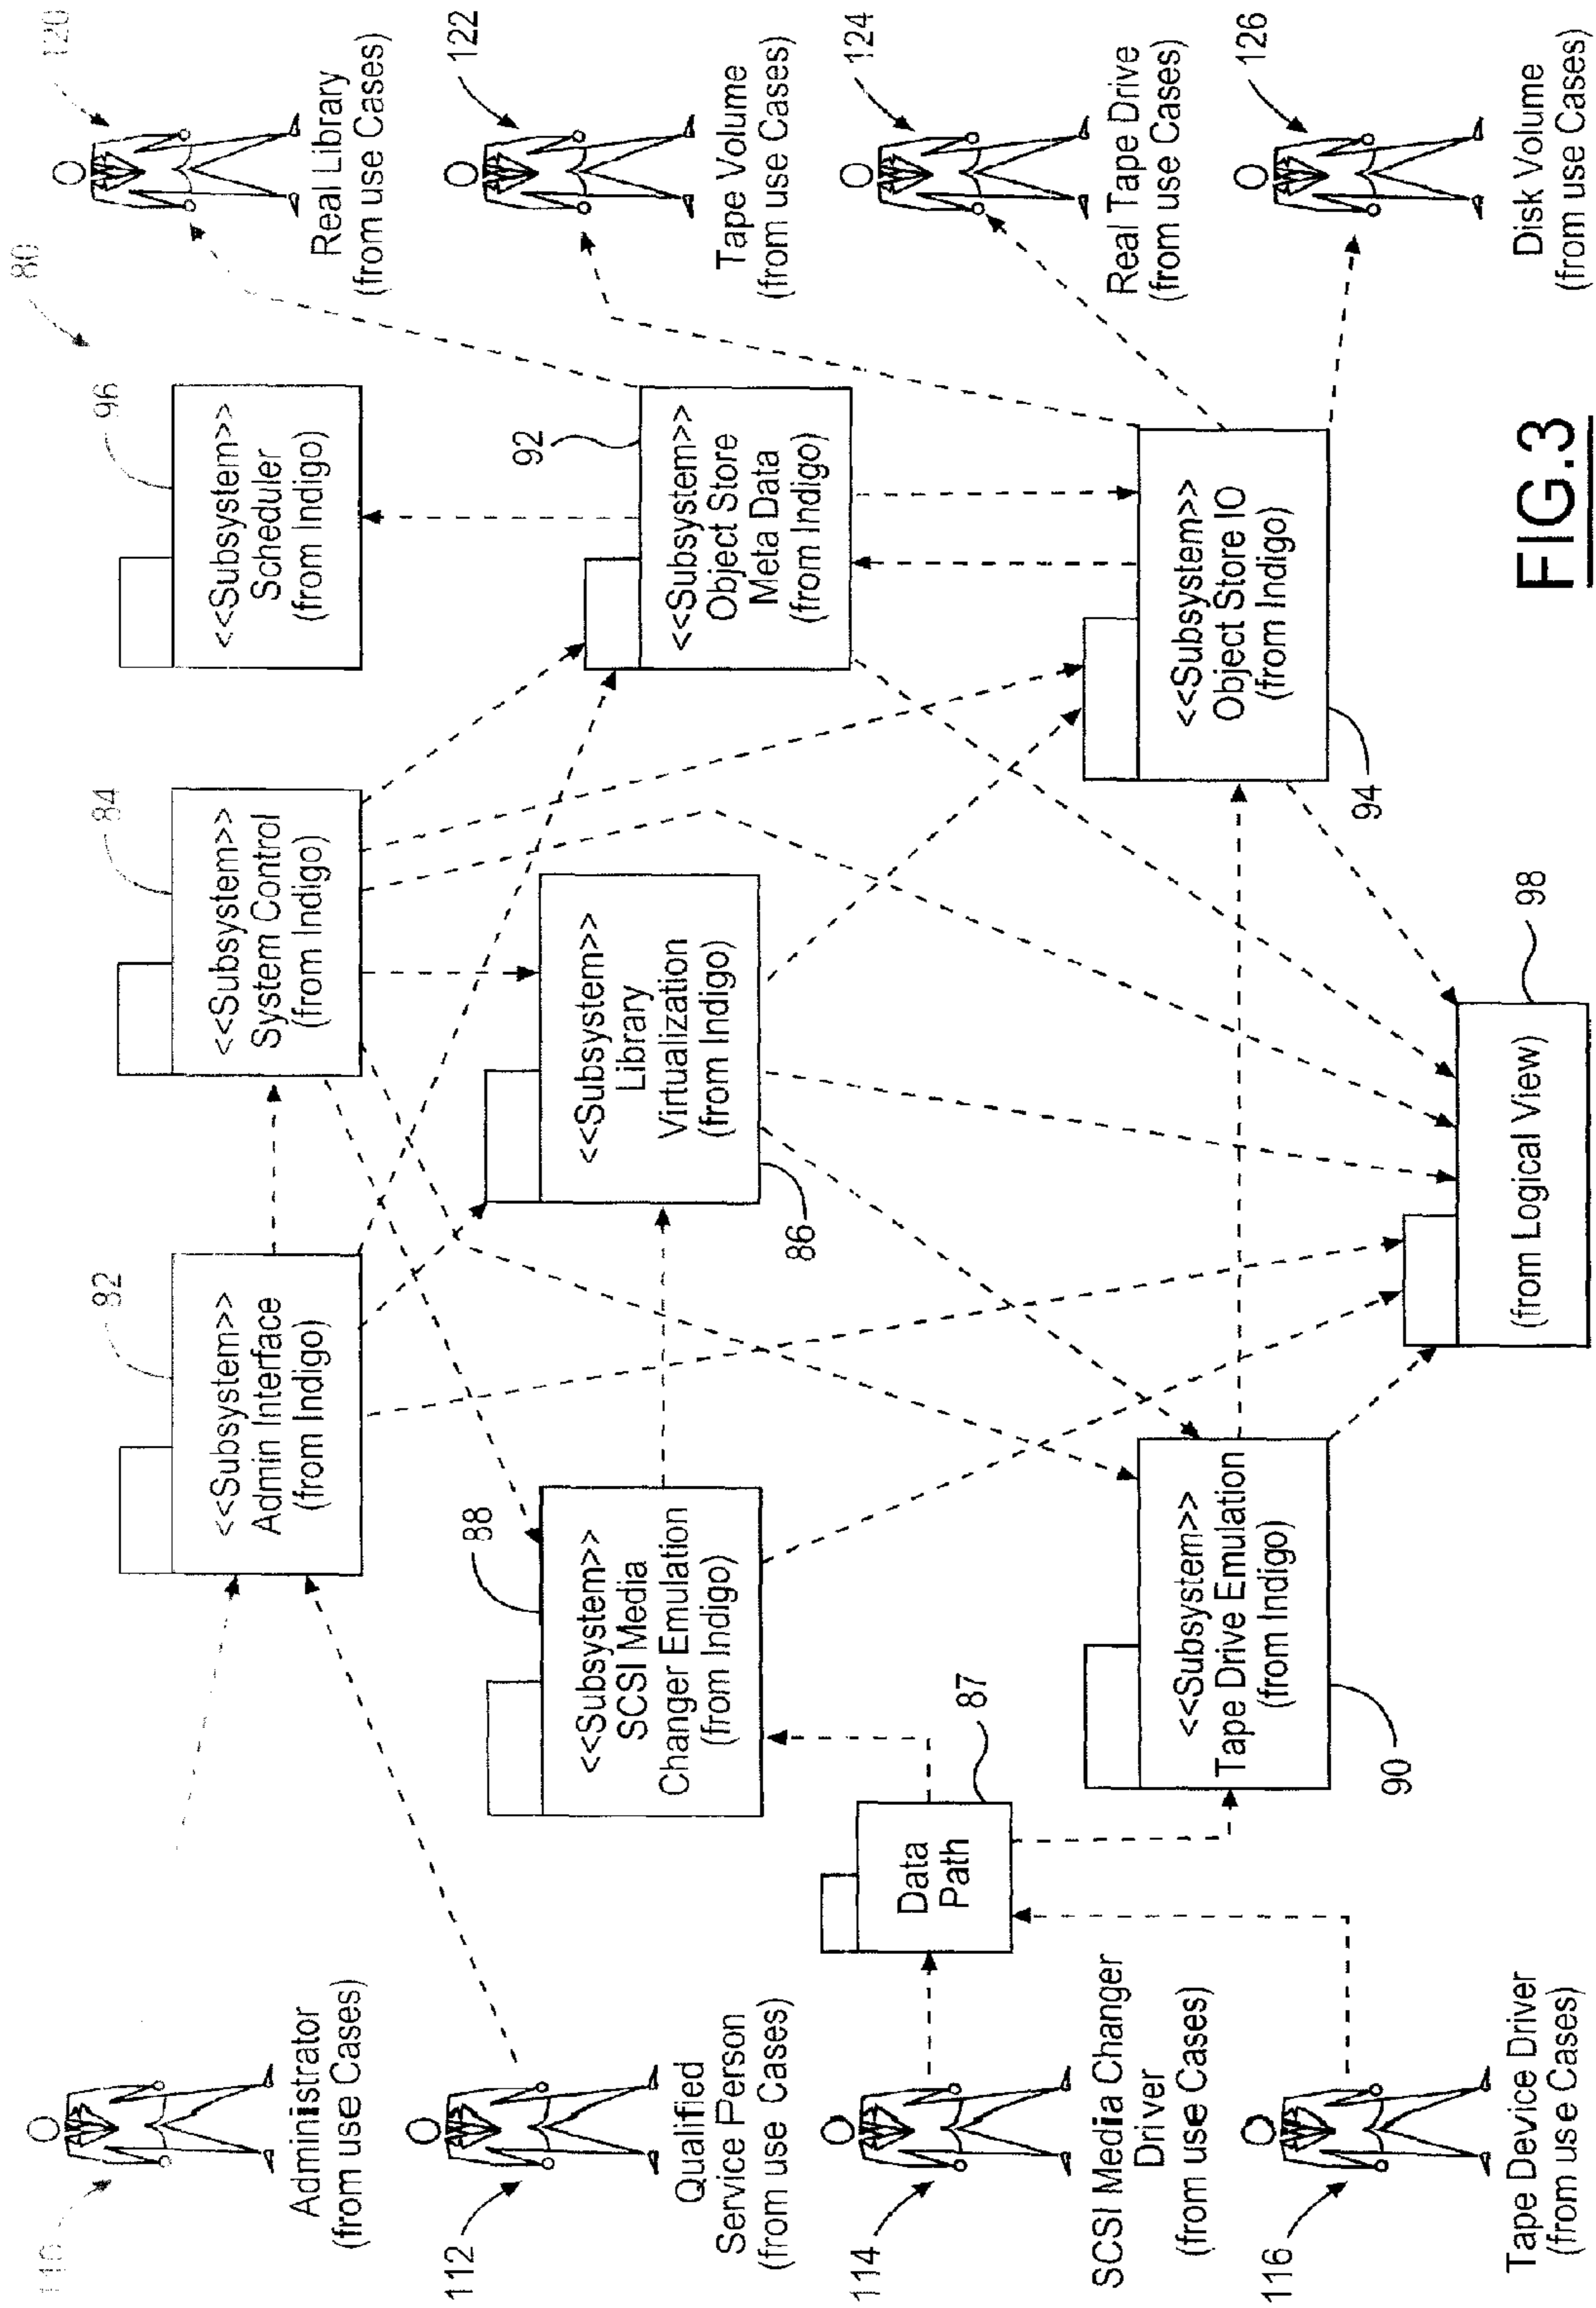 110
Administrator
(from use Cases)
112
Qualified
Service Person
(from use Cases)
114
SCSI Media Changer
Driver
(from use Cases)
116
Tape Device Driver
(from use Cases)
82
<<Subsystem>>
Admin Interface
(from Indigo)
88
<<Subsystem>>
SCSI Media
Changer Emulation
(from Indigo)
Data
Path
87
<<Subsystem>>
Tape Drive Emulation
(from Indigo)
90
84
<<Subsystem>>
System Control
(from Indigo)
<<Subsystem>>
Library
Virtualization
(from Indigo)
86
(from Logical View)
98
96
<<Subsystem>>
Scheduler
(from Indigo)
92
<<Subsystem>>
Object Store
Meta Data
(from Indigo)
<<Subsystem>>
Object Store IO
(from Indigo)
94
80
120
Real Library
(from use Cases)
122
Tape Volume
(from use Cases)
124
Real Tape Drive
(from use Cases)
126
Disk Volume
(from use Cases)
FIG.3